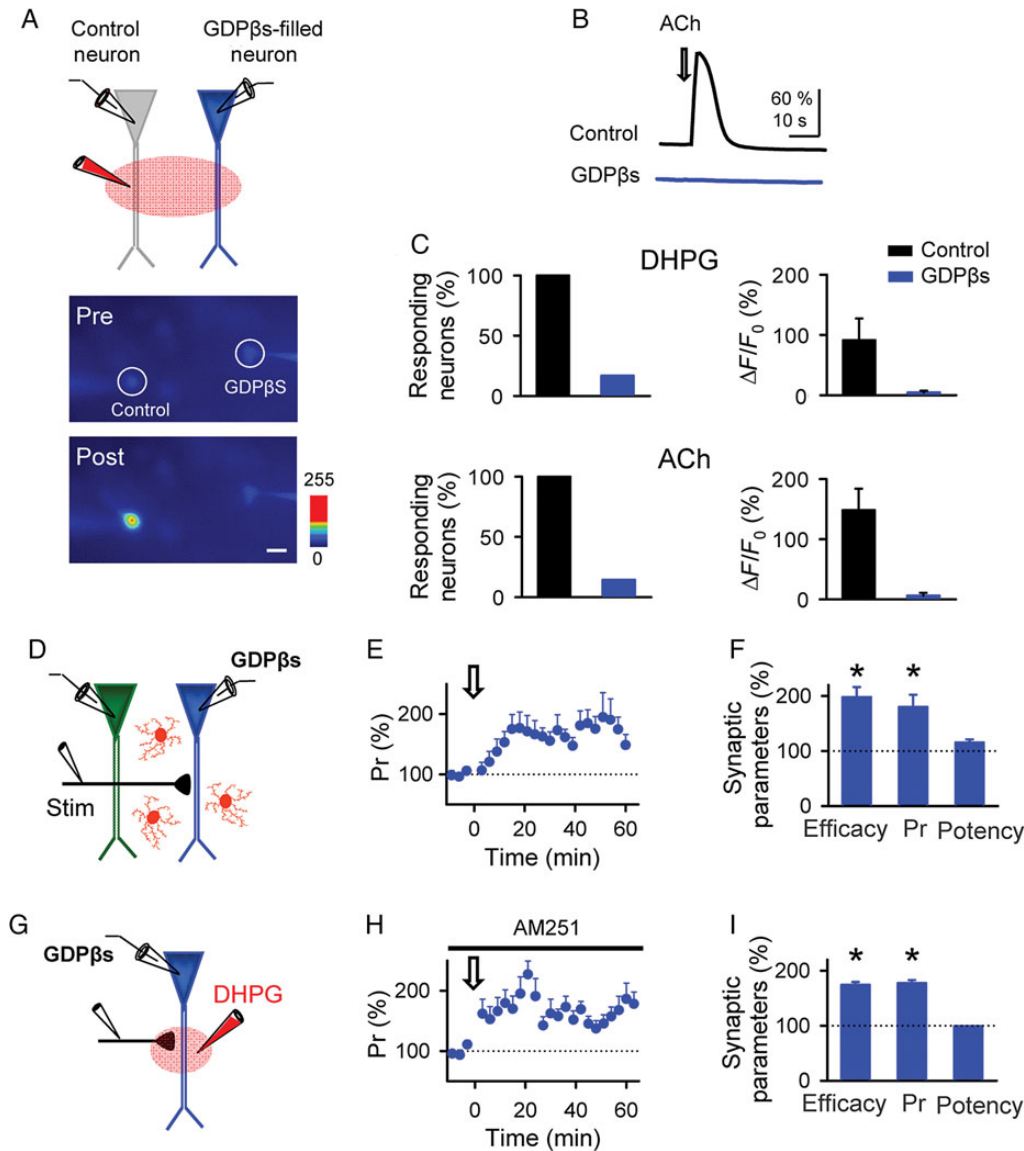 A
Control
neuron
GDPβs-filled
neuron
Pre
Control
GDPβS
Post
255
0
B
ACh
60 %
10 s
Control
GDPβs
C
DHPG
Control
GDPβs
Responding
neurons (%)
100
50
0
ΔF/F0 (%)
200
100
0
ACh
Responding
neurons (%)
100
50
0
ΔF/F0 (%)
200
100
0
D
GDPβs
Stim
E
Pr (%)
200
100
0
20
40
60
Time (min)
F
Synaptic
parameters (%)
200
100
0
*
*
Efficacy
Pr
Potency
G
GDPβs
DHPG
H
AM251
Pr (%)
200
100
0
20
40
60
Time (min)
I
Synaptic
parameters (%)
200
100
0
*
*
Efficacy
Pr
Potency